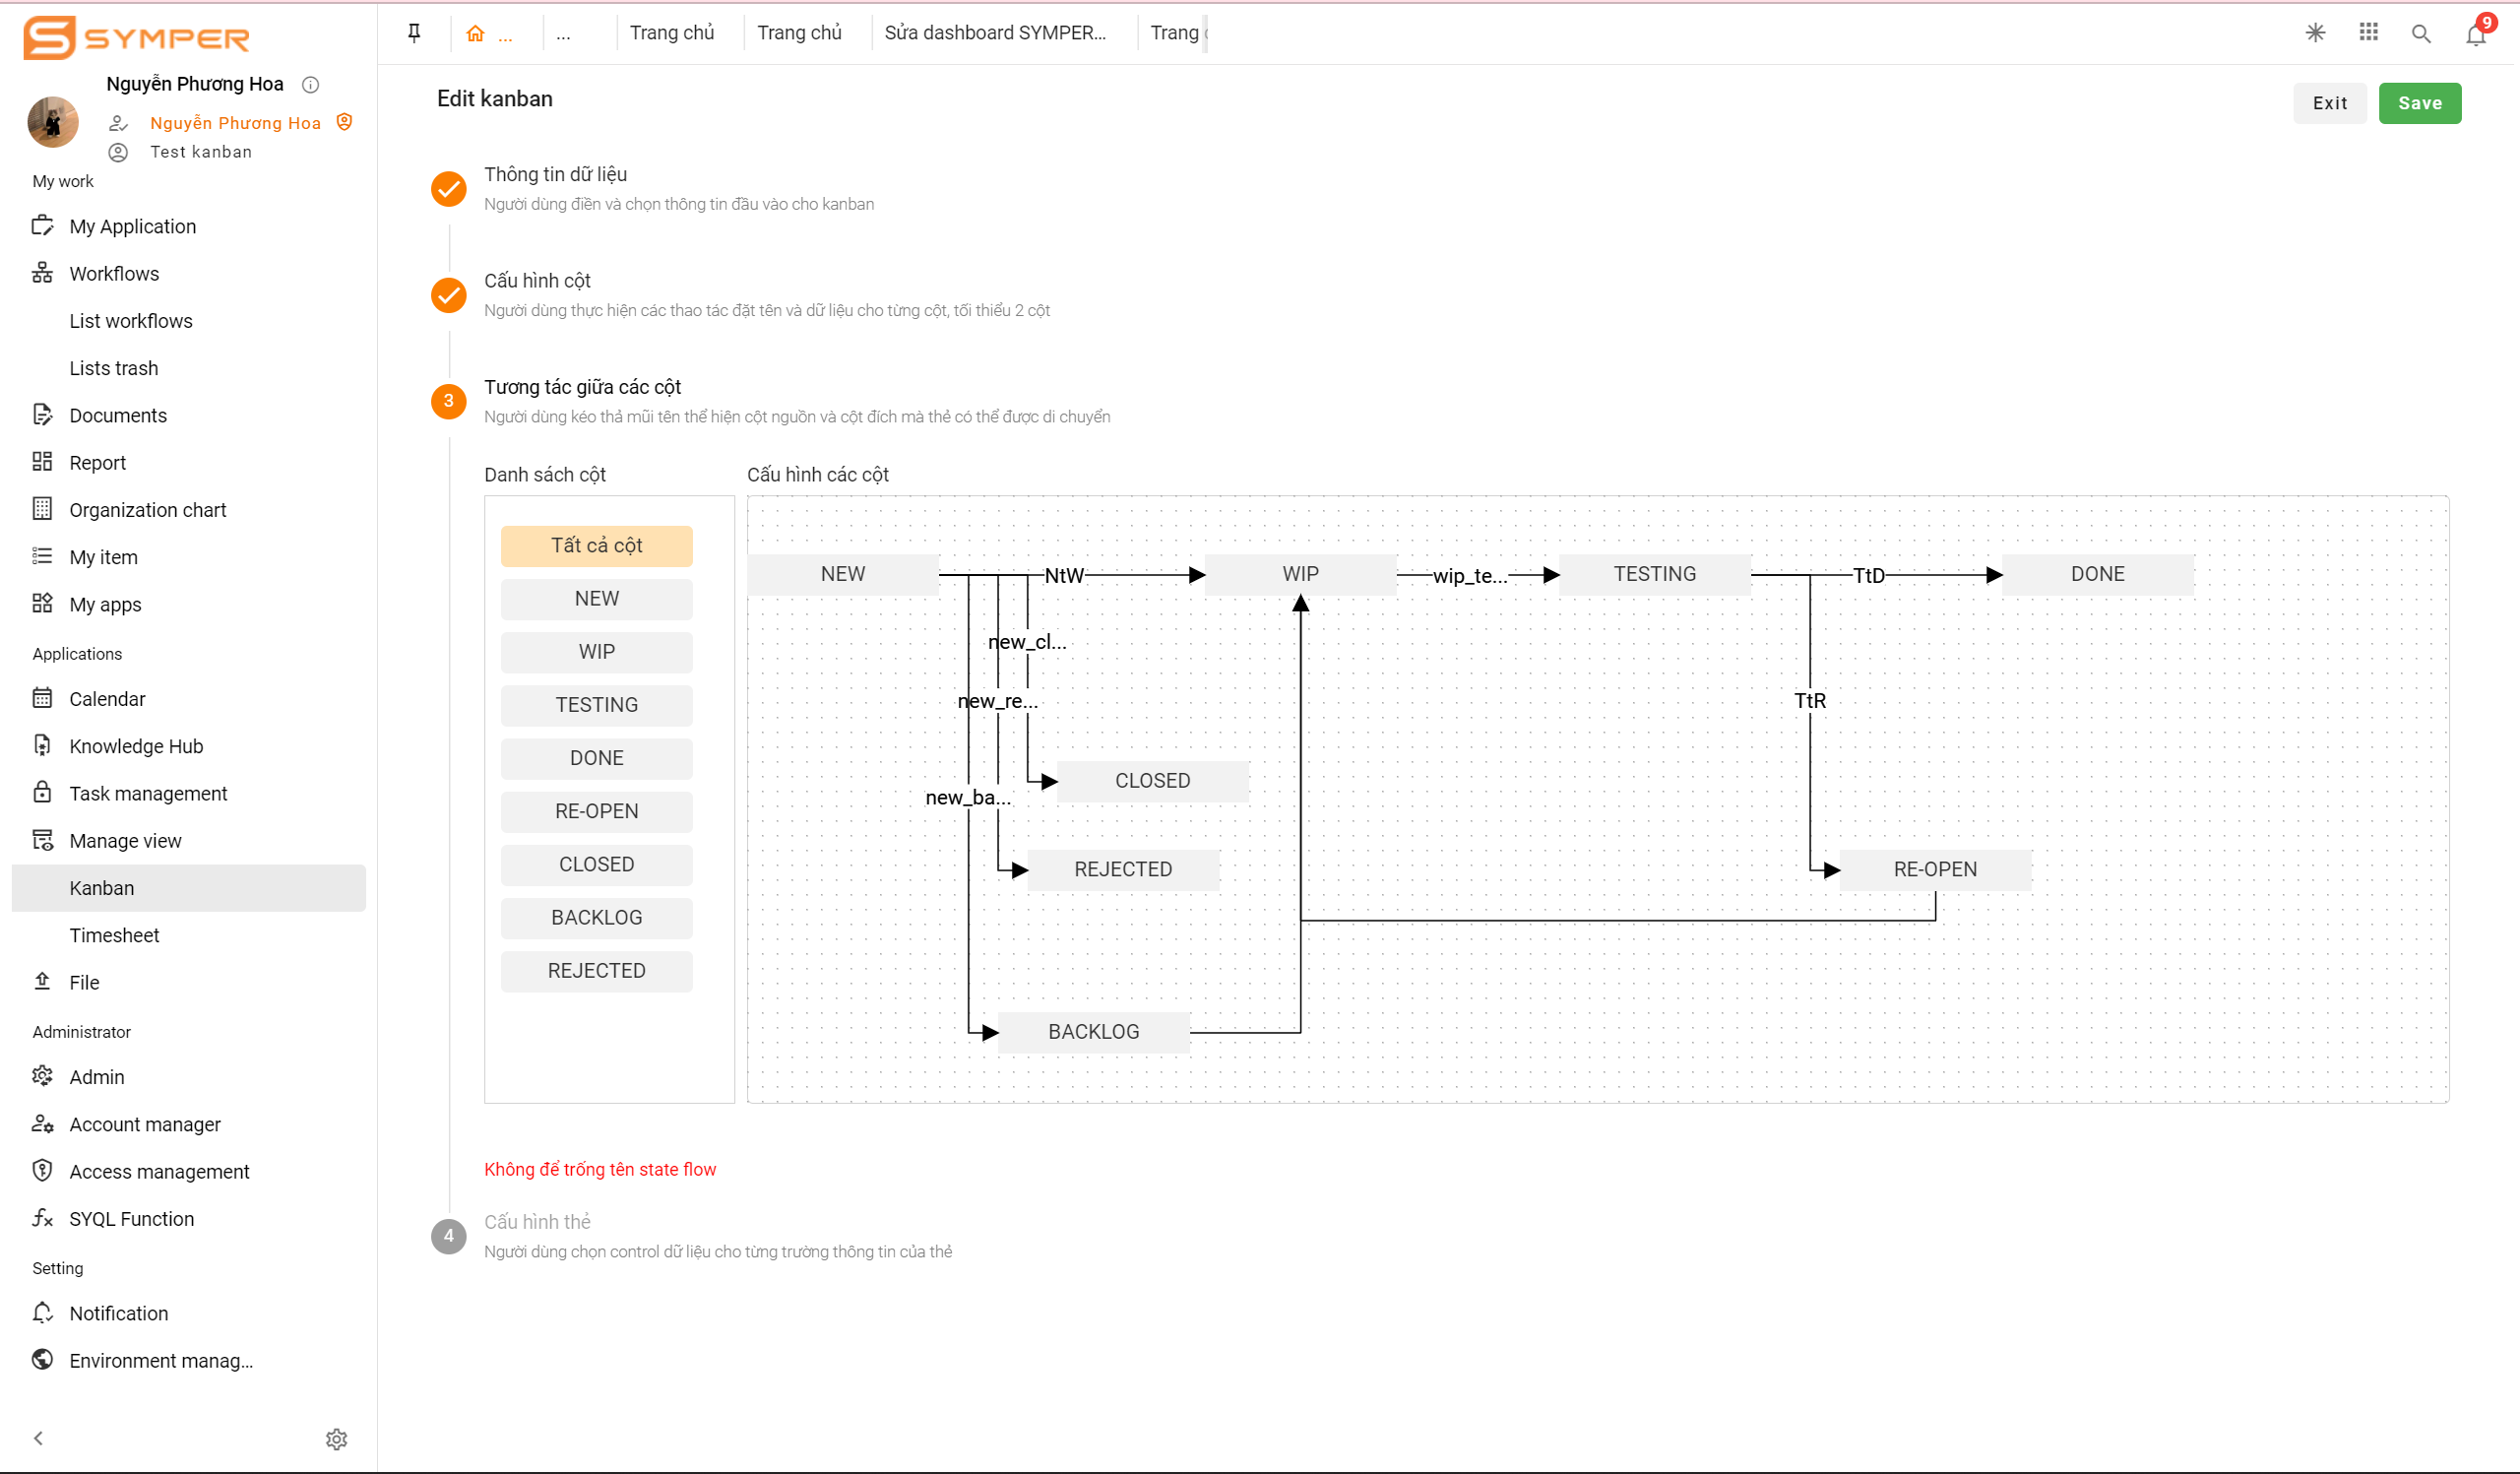 SYMPER
Nguyễn Phương Hoa
Nguyễn Phương Hoa
Test kanban
My work
My Application
Workflows
List workflows
Lists trash
Documents
Report
Organization chart
My item
My apps
Applications
Calendar
Knowledge Hub
Task management
Manage view
Kanban
Timesheet
File
Administrator
Admin
Account manager
Access management
SYQL Function
Setting
Notification
Environment manag...
...
...
Trang chủ
Trang chủ
Sửa dashboard SYMPER...
Trang
9
Edit kanban
Exit
Save
Thông tin dữ liệu
Người dùng điền và chọn thông tin đầu vào cho kanban
Cấu hình cột
Người dùng thực hiện các thao tác đặt tên và dữ liệu cho từng cột, tối thiểu 2 cột
3
Tương tác giữa các cột
Người dùng kéo thả mũi tên thể hiện cột nguồn và cột đích mà thẻ có thể được di chuyển
Danh sách cột
Tất cả cột
NEW
WIP
TESTING
DONE
RE-OPEN
CLOSED
BACKLOG
REJECTED
Cấu hình các cột
NEW
NtW
WIP
wip_te...
TESTING
TtD
DONE
new_cl...
new_re...
TtR
CLOSED
new_ba...
REJECTED
RE-OPEN
BACKLOG
Không để trống tên state flow
4
Cấu hình thẻ
Người dùng chọn control dữ liệu cho từng trường thông tin của thẻ